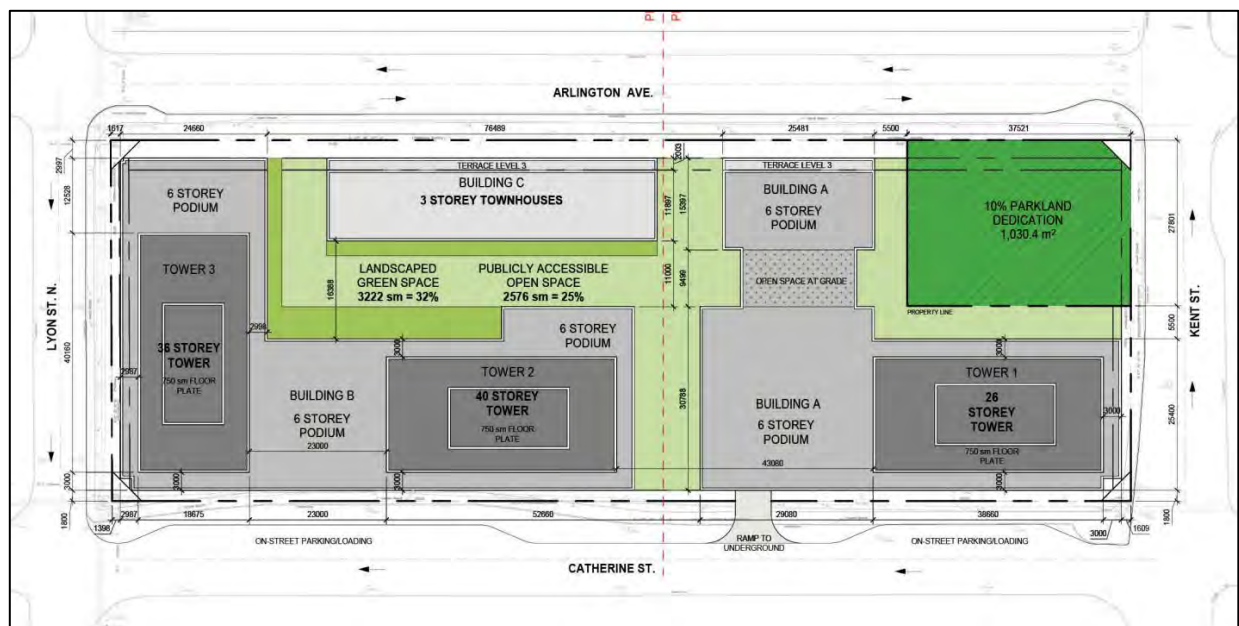 ARLINGTON AVE.
1617
24660
76489
25481
5500
37521
2997
2003
TERRACE LEVEL 3
TERRACE LEVEL 3
12528
6 STOREY
PODIUM
BUILDING C
3 STOREY TOWNHOUSES
11897
15397
BUILDING A
6 STOREY
PODIUM
10% PARKLAND
DEDICATION
1,030.4 m²
27801
TOWER 3
LANDSCAPED
GREEN SPACE
3222 sm = 32%
PUBLICLY ACCESSIBLE
OPEN SPACE
2576 sm = 25%
16388
11000
9499
OPEN SPACE AT GRADE
PROPERTY LINE
LYON ST. N.
KENT ST.
5500
40160
2987
2998
36 STOREY
TOWER
750 sm FLOOR
PLATE
6 STOREY
PODIUM
3000
3000
TOWER 2
40 STOREY
TOWER
750 sm FLOOR
PLATE
BUILDING B
6 STOREY
PODIUM
23000
30788
BUILDING A
6 STOREY
PODIUM
TOWER 1
26
STOREY
TOWER
750 sm FLOOR
PLATE
3000
25400
43080
3000
3000
3000
3000
1800
1398
2987
18675
23000
52660
29080
38660
3000
1609
1800
ON-STREET PARKING/LOADING
RAMP TO
UNDERGROUND
ON-STREET PARKING/LOADING
CATHERINE ST.